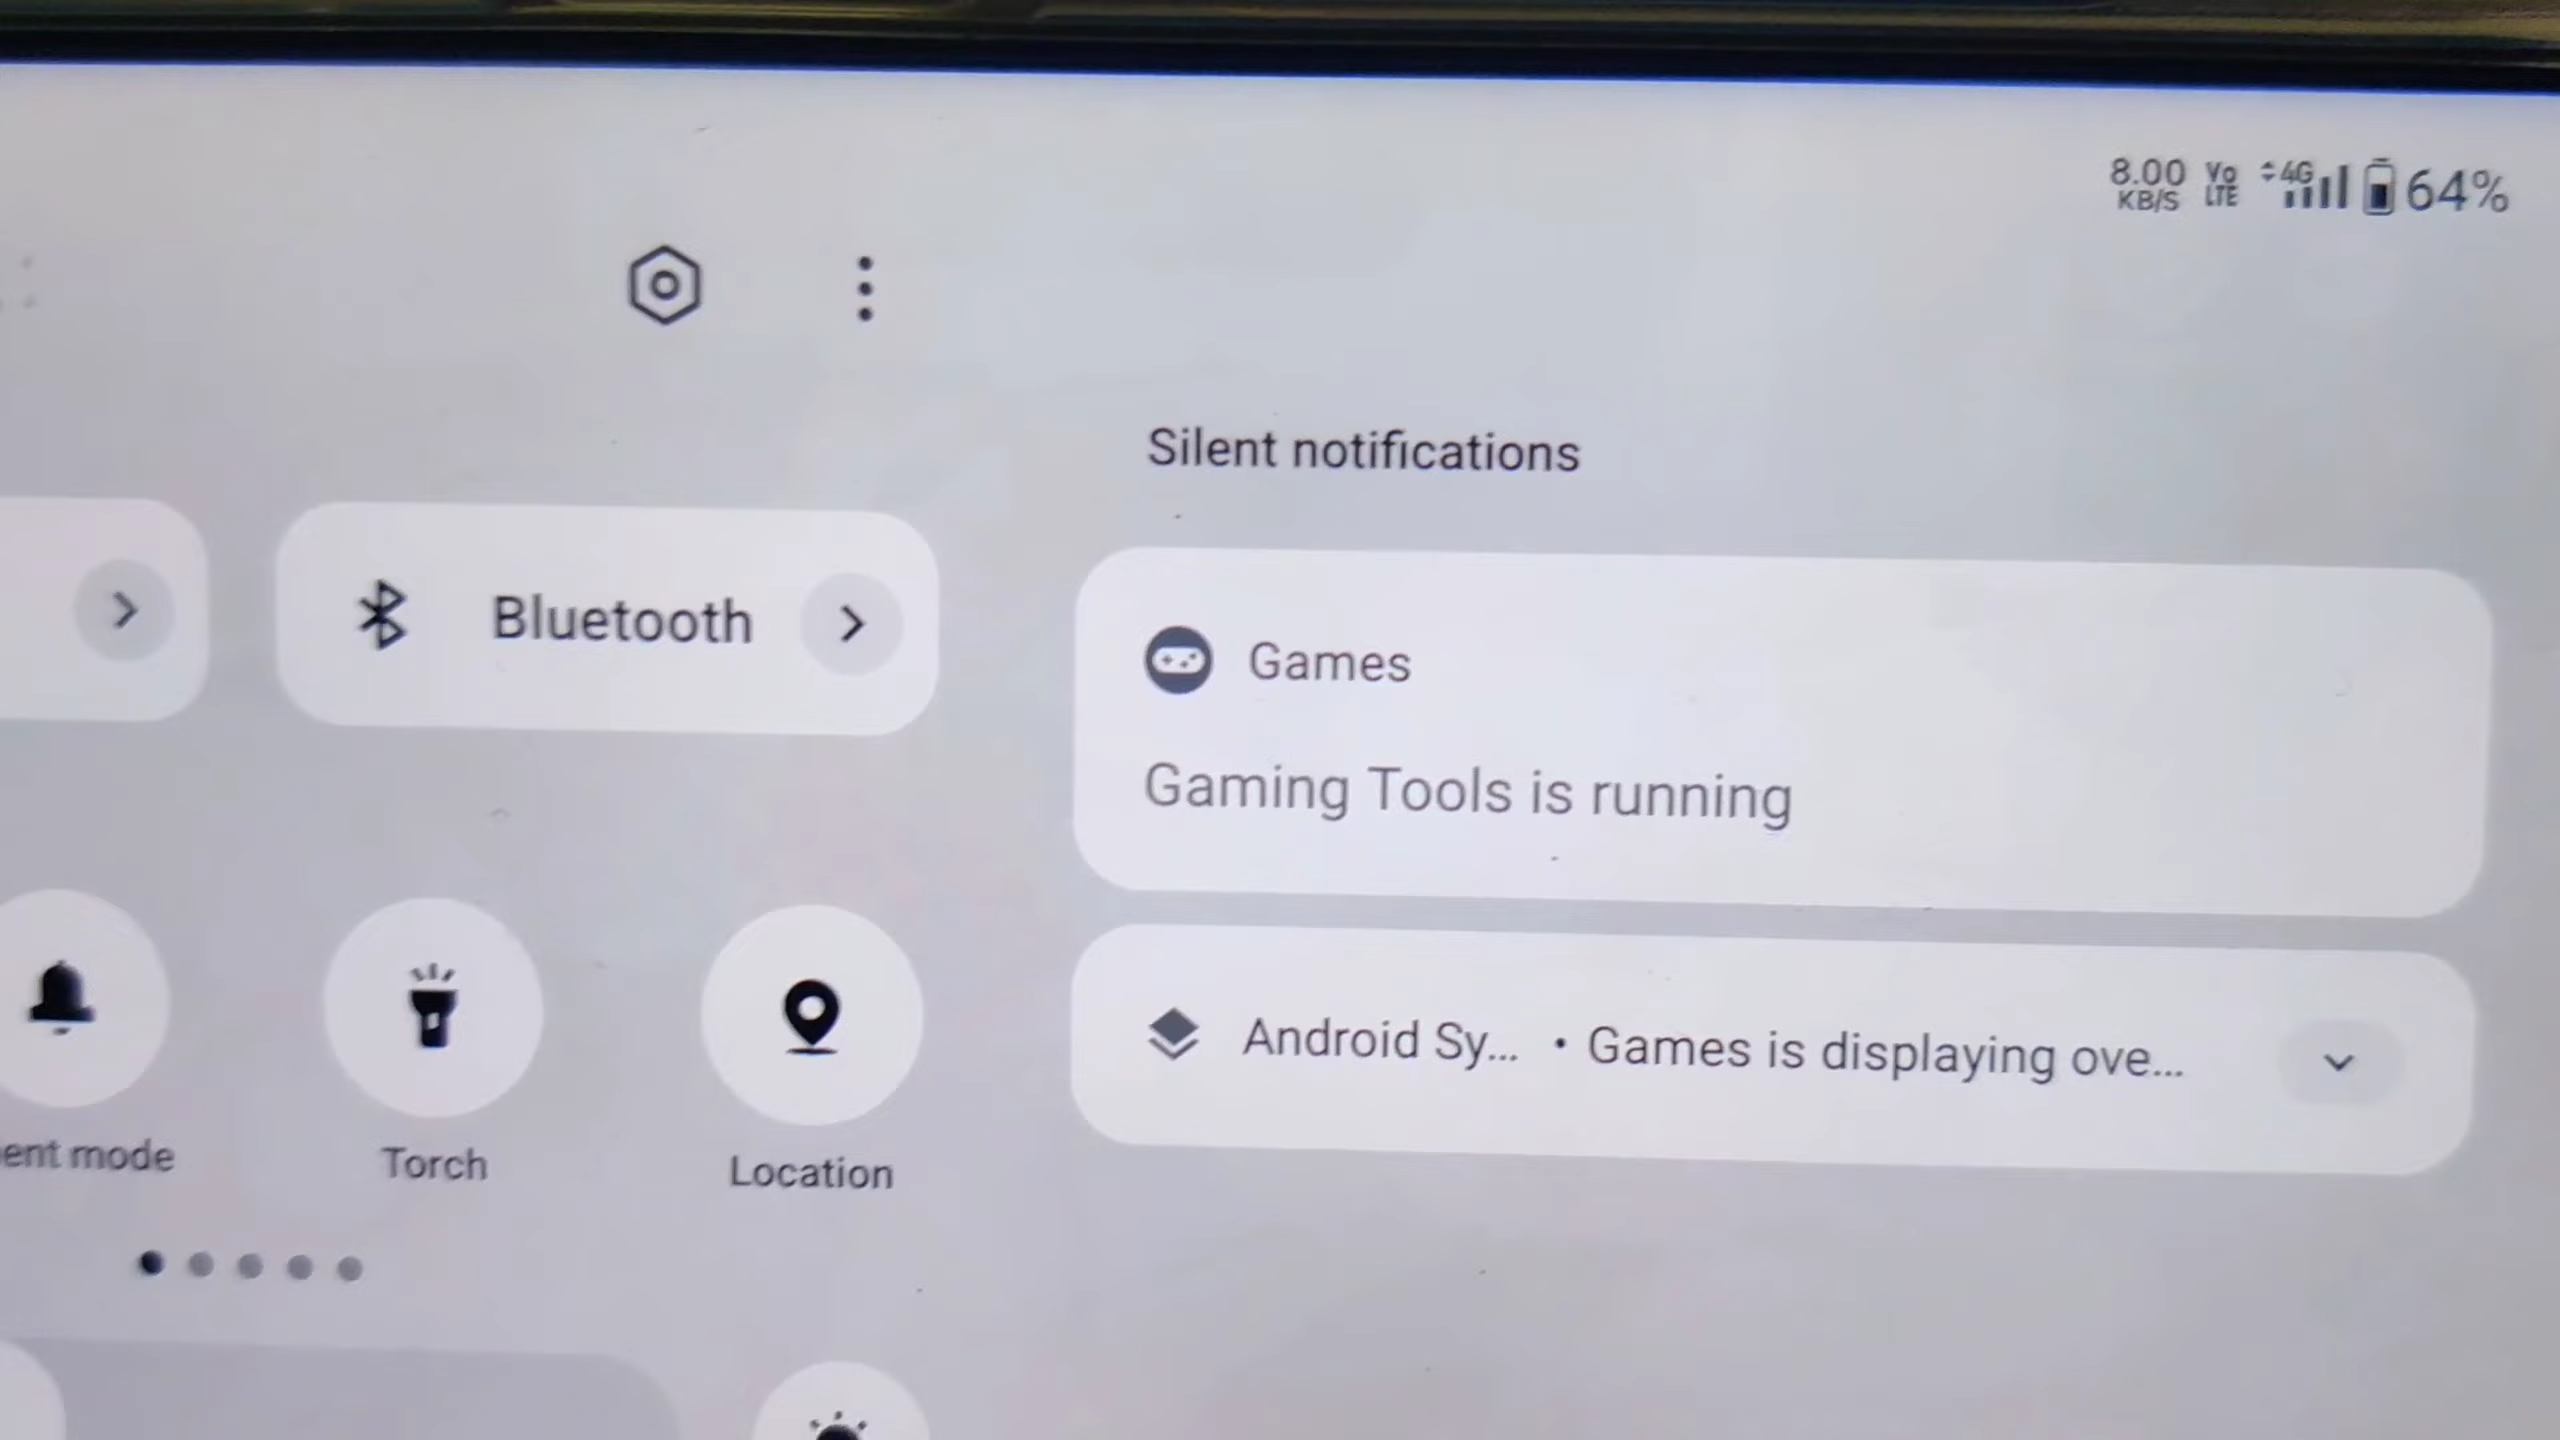 8.00
KB/S
Vo
LTE
4G
64%
Silent notifications
Bluetooth
Games
Gaming Tools is running
Android Sy... • Games is displaying ove...
ent mode
Torch
Location